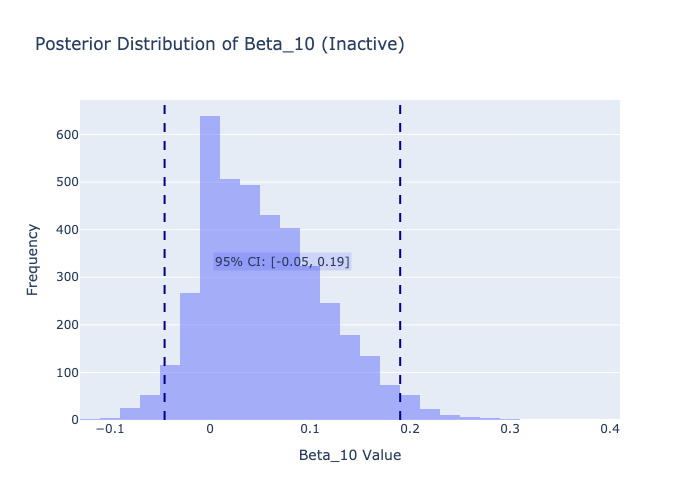 Posterior Distribution of Beta_10 (Inactive)
600
500
400
300
200
100
0
Frequency
95% CI: [-0.05, 0.19]
−0.1 0 0.1 0.2 0.3 0.4
Beta_10 Value